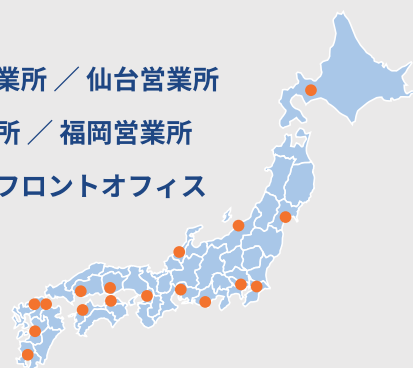 業所 ／ 仙台営業所
所 ／ 福岡営業所
フロントオフィス